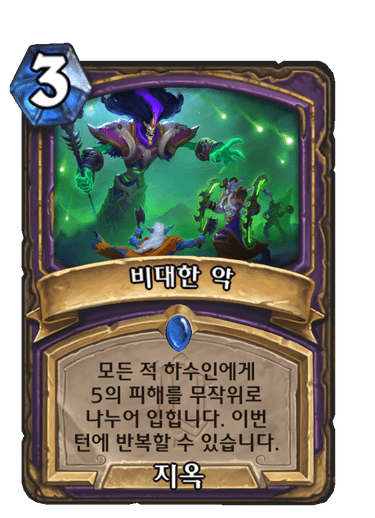 3
비대한 악
모든 적 하수인에게
5의 피해를 무작위로
나누어 입힙니다. 이번
턴에 반복할 수 있습니다.
지옥